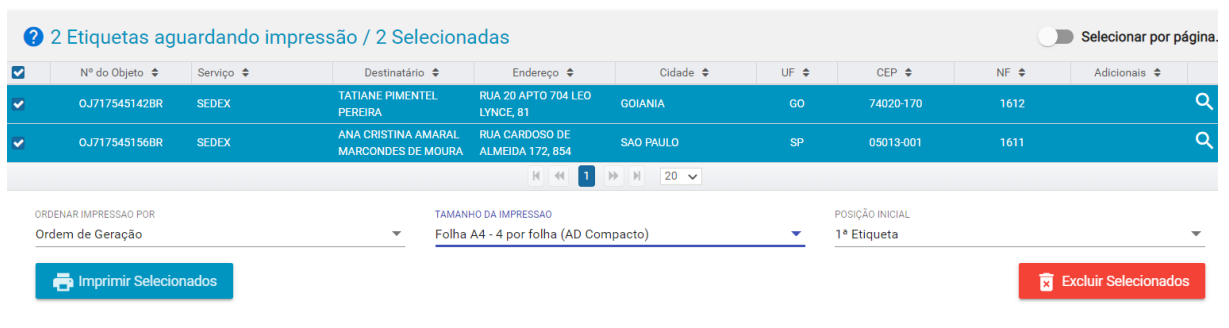 ? 2 Etiquetas aguardando impressão / 2 Selecionadas
Selecionar por página.
Nº do Objeto Serviço Destinatário Endereço Cidade UF CEP NF Adicionais
OJ717545142BR SEDEX TATIANE PIMENTEL PEREIRA RUA 20 APTO 704 LEO LYNCE, 81 GOIANIA GO 74020-170 1612
OJ717545156BR SEDEX ANA CRISTINA AMARAL MARCONDES DE MOURA RUA CARDOSO DE ALMEIDA 172, 854 SAO PAULO SP 05013-001 1611
1 20
ORDENAR IMPRESSAO POR TAMANHO DA IMPRESSAO POSIÇÃO INICIAL
Ordem de Geração Folha A4 - 4 por folha (AD Compacto) 1ª Etiqueta
Imprimir Selecionados Excluir Selecionados